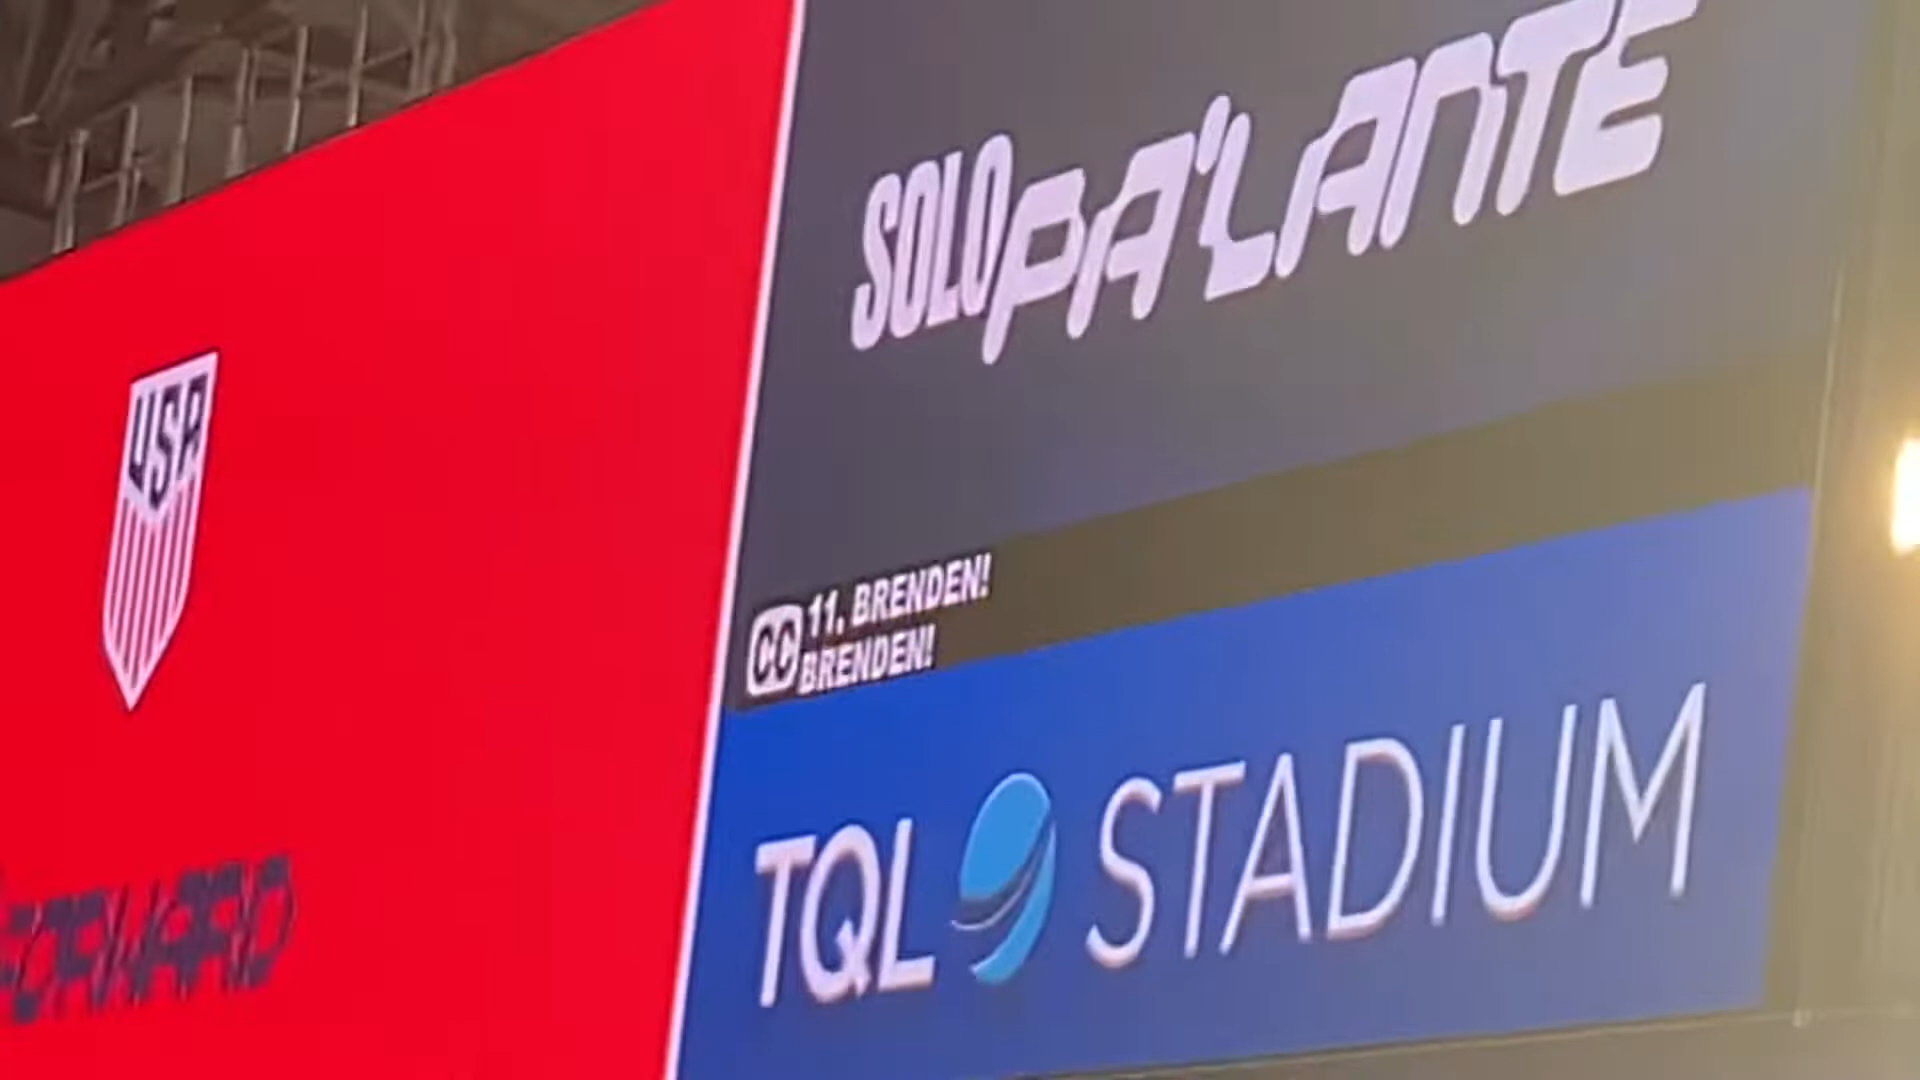 USA
FORWARD
SOLO PA'LANTE
CC 11. BRENDEN!
BRENDEN!
TQL STADIUM